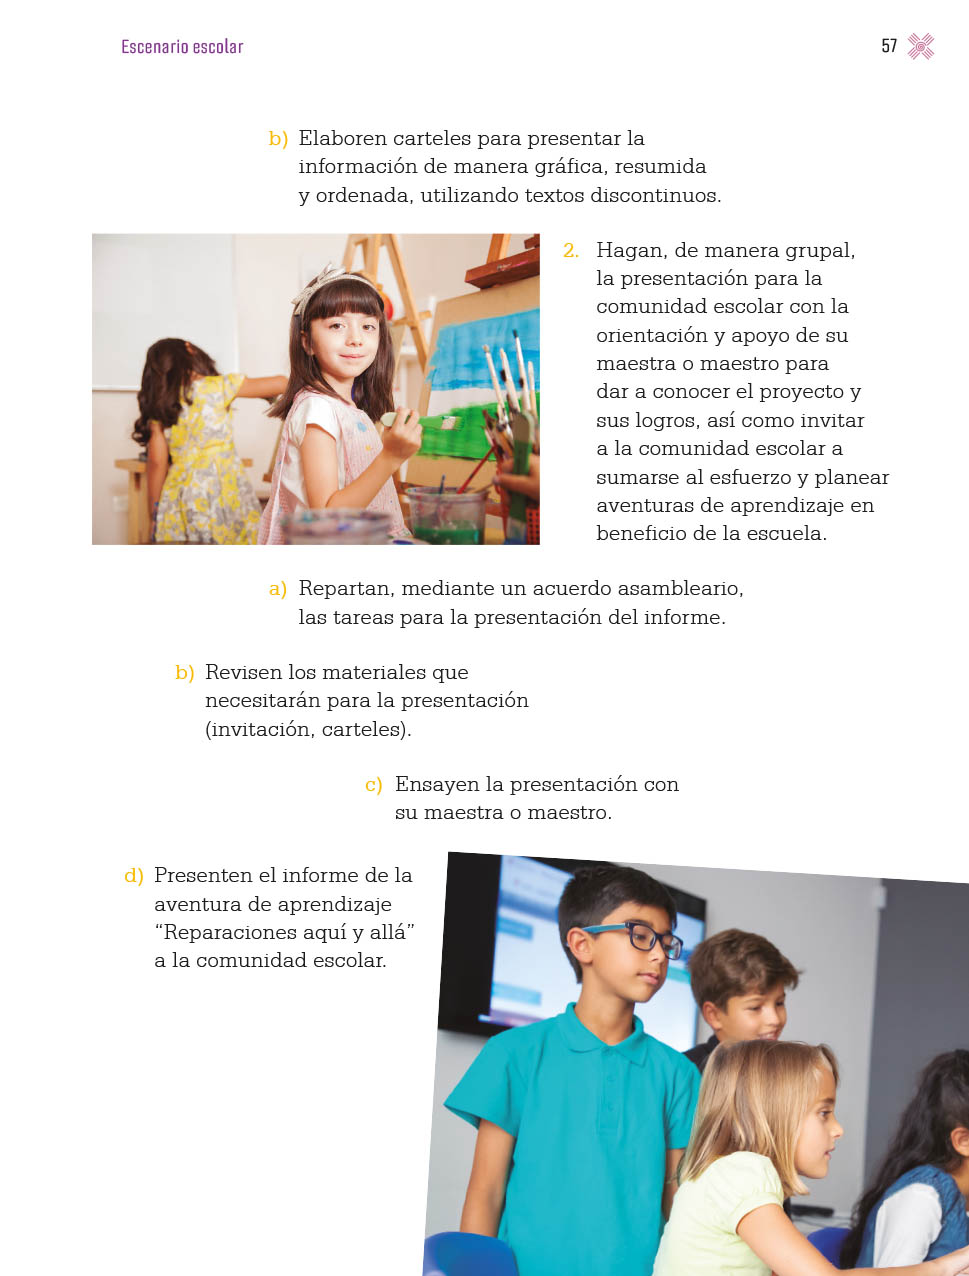 Escenario escolar
57
b) Elaboren carteles para presentar la
información de manera gráfica, resumida
y ordenada, utilizando textos discontinuos.
2. Hagan, de manera grupal,
la presentación para la
comunidad escolar con la
orientación y apoyo de su
maestra o maestro para
dar a conocer el proyecto y
sus logros, así como invitar
a la comunidad escolar a
sumarse al esfuerzo y planear
aventuras de aprendizaje en
beneficio de la escuela.
a) Repartan, mediante un acuerdo asambleario,
las tareas para la presentación del informe.
b) Revisen los materiales que
necesitarán para la presentación
(invitación, carteles).
c) Ensayen la presentación con
su maestra o maestro.
d) Presenten el informe de la
aventura de aprendizaje
“Reparaciones aquí y allá”
a la comunidad escolar.